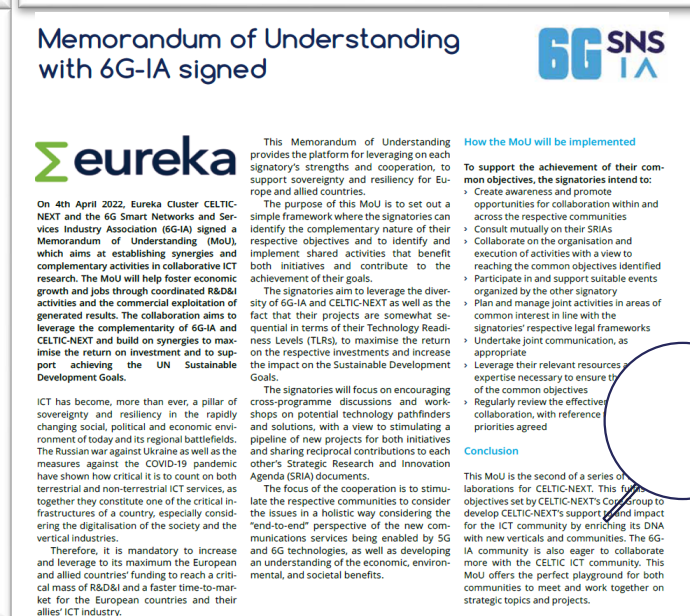 Memorandum of Understanding
with 6G-IA signed
6G SNS
IA
eureka
On 4th April 2022, Eureka Cluster CELTIC-
NEXT and the 6G Smart Networks and Ser-
vices Industry Association (6G-IA) signed a
Memorandum of Understanding (MoU),
which aims at establishing synergies and
complementary activities in collaborative ICT
research. The MoU will help foster economic
growth and jobs through coordinated R&D&I
activities and the commercial exploitation of
generated results. The collaboration aims to
leverage the complementarity of 6G-IA and
CELTIC-NEXT and build on synergies to max-
imise the return on investment and to sup-
port achieving the UN Sustainable
Development Goals.
ICT has become, more than ever, a pillar of
sovereignty and resiliency in the rapidly
changing social, political and economic envi-
ronment of today and its regional battlefields.
The Russian war against Ukraine as well as the
measures against the COVID-19 pandemic
have shown how critical it is to count on both
terrestrial and non-terrestrial ICT services, as
together they constitute one of the critical in-
frastructures of a country, especially consid-
ering the digitalisation of the society and the
vertical industries.
Therefore, it is mandatory to increase
and leverage to its maximum the European
and allied countries' funding to reach a criti-
cal mass of R&D&I and a faster time-to-mar-
ket for the European countries and their
allies' ICT industry.
This Memorandum of Understanding
provides the platform for leveraging on each
signatory's strengths and cooperation, to
support sovereignty and resiliency for Eu-
rope and allied countries.
The purpose of this MoU is to set out a
simple framework where the signatories can
identify the complementary nature of their
respective objectives and to identify and
implement shared activities that benefit
both initiatives and contribute to the
achievement of their goals.
The signatories aim to leverage the diver-
sity of 6G-IA and CELTIC-NEXT as well as the
fact that their projects are somewhat se-
quential in terms of their Technology Readi-
ness Levels (TLRs), to maximise the return
on the respective investments and increase
the impact on the Sustainable Development
Goals.
The signatories will focus on encouraging
cross-programme discussions and work-
shops on potential technology pathfinders
and solutions, with a view to stimulating a
pipeline of new projects for both initiatives
and sharing reciprocal contributions to each
other's Strategic Research and Innovation
Agenda (SRIA) documents.
The focus of the cooperation is to stimu-
late the respective communities to consider
the issues in a holistic way considering the
"end-to-end" perspective of the new com-
munications services being enabled by 5G
and 6G technologies, as well as developing
an understanding of the economic, environ-
mental, and societal benefits.
How the MoU will be implemented
To support the achievement of their com-
mon objectives, the signatories intend to:
› Create awareness and promote
opportunities for collaboration within and
across the respective communities
› Consult mutually on their SRIAs
› Collaborate on the organisation and
execution of activities with a view to
reaching the common objectives identified
› Participate in and support suitable events
organized by the other signatory
› Plan and manage joint activities in areas of
common interest in line with the
signatories' respective legal frameworks
› Undertake joint communication, as
appropriate
› Leverage their relevant resources
expertise necessary to ensure
of the common objectives
› Regularly review the
collaboration, with reference
priorities agreed
Conclusion
This MoU is the second of a series of
laborations for CELTIC-NEXT. This
objectives set by CELTIC-NEXT's Core Group to
develop CELTIC-NEXT's support to and impact
for the ICT community by enriching its DNA
with new verticals and communities. The 6G-
IA community is also eager to collaborate
more with the CELTIC ICT community. This
MoU offers the perfect playground for both
communities to meet and work together on
strategic topics and projects.